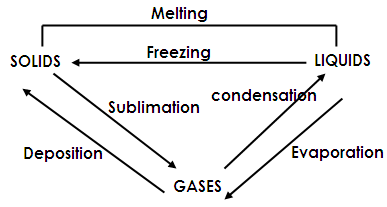 Melting
Freezing
SOLIDS
LIQUIDS
condensation
Sublimation
Deposition
Evaporation
GASES